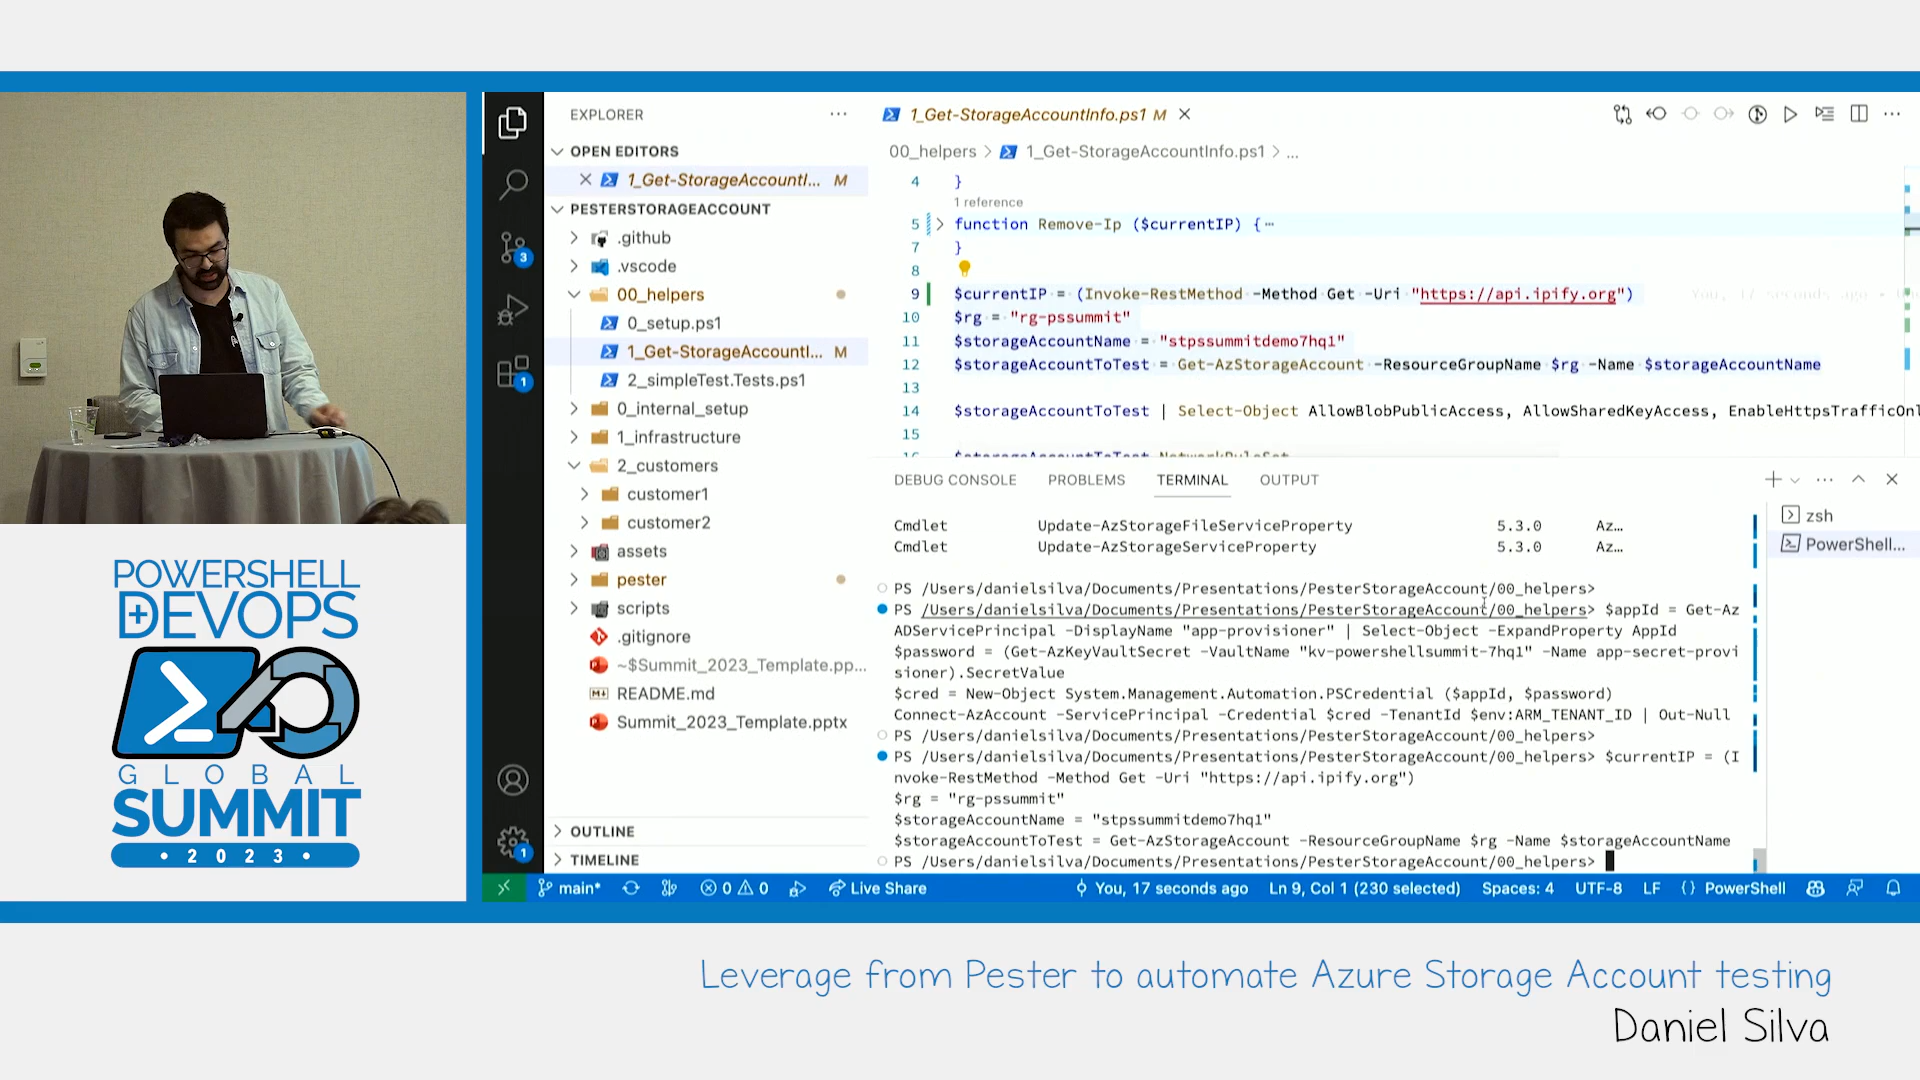 EXPLORER
OPEN EDITORS
1_Get-StorageAccountI... M
PESTERSTORAGEACCOUNT
.github
.vscode
00_helpers
0_setup.ps1
1_Get-StorageAccountI... M
2_simpleTest.Tests.ps1
0_internal_setup
1_infrastructure
2_customers
customer1
customer2
assets
pester
scripts
.gitignore
~$Summit_2023_Template.pp...
README.md
Summit_2023_Template.pptx
OUTLINE
TIMELINE
3
1
1
1_Get-StorageAccountInfo.ps1 M
00_helpers > 1_Get-StorageAccountInfo.ps1 > ...
4 }
1 reference
5 function Remove-Ip ($currentIP) {
7 }
8
9 $currentIP = (Invoke-RestMethod -Method Get -Uri "https://api.ipify.org") You, 17 seconds ago
10 $rg = "rg-pssummit"
11 $storageAccountName = "stpssummitdemo7hq1"
12 $storageAccountToTest = Get-AzStorageAccount -ResourceGroupName $rg -Name $storageAccountName
13
14 $storageAccountToTest | Select-Object AllowBlobPublicAccess, AllowSharedKeyAccess, EnableHttpsTrafficOnl
15
DEBUG CONSOLE PROBLEMS TERMINAL OUTPUT
zsh
PowerShell...
Cmdlet Update-AzStorageFileServiceProperty 5.3.0 Az...
Cmdlet Update-AzStorageServiceProperty 5.3.0 Az...
PS /Users/danielsilva/Documents/Presentations/PesterStorageAccount/00_helpers>
PS /Users/danielsilva/Documents/Presentations/PesterStorageAccount/00_helpers> $appId = Get-Az
ADServicePrincipal -DisplayName "app-provisioner" | Select-Object -ExpandProperty AppId
$password = (Get-AzKeyVaultSecret -VaultName "kv-powershellsummit-7hq1" -Name app-secret-provi
sioner).SecretValue
$cred = New-Object System.Management.Automation.PSCredential ($appId, $password)
Connect-AzAccount -ServicePrincipal -Credential $cred -TenantId $env:ARM_TENANT_ID | Out-Null
PS /Users/danielsilva/Documents/Presentations/PesterStorageAccount/00_helpers>
PS /Users/danielsilva/Documents/Presentations/PesterStorageAccount/00_helpers> $currentIP = (I
nvoke-RestMethod -Method Get -Uri "https://api.ipify.org")
$rg = "rg-pssummit"
$storageAccountName = "stpssummitdemo7hq1"
$storageAccountToTest = Get-AzStorageAccount -ResourceGroupName $rg -Name $storageAccountName
PS /Users/danielsilva/Documents/Presentations/PesterStorageAccount/00_helpers>
main* 0 0 Live Share You, 17 seconds ago Ln 9, Col 1 (230 selected) Spaces: 4 UTF-8 LF {} PowerShell
POWERSHELL
+DEVOPS
GLOBAL
SUMMIT
• 2023 •
Leverage from Pester to automate Azure Storage Account testing
Daniel Silva